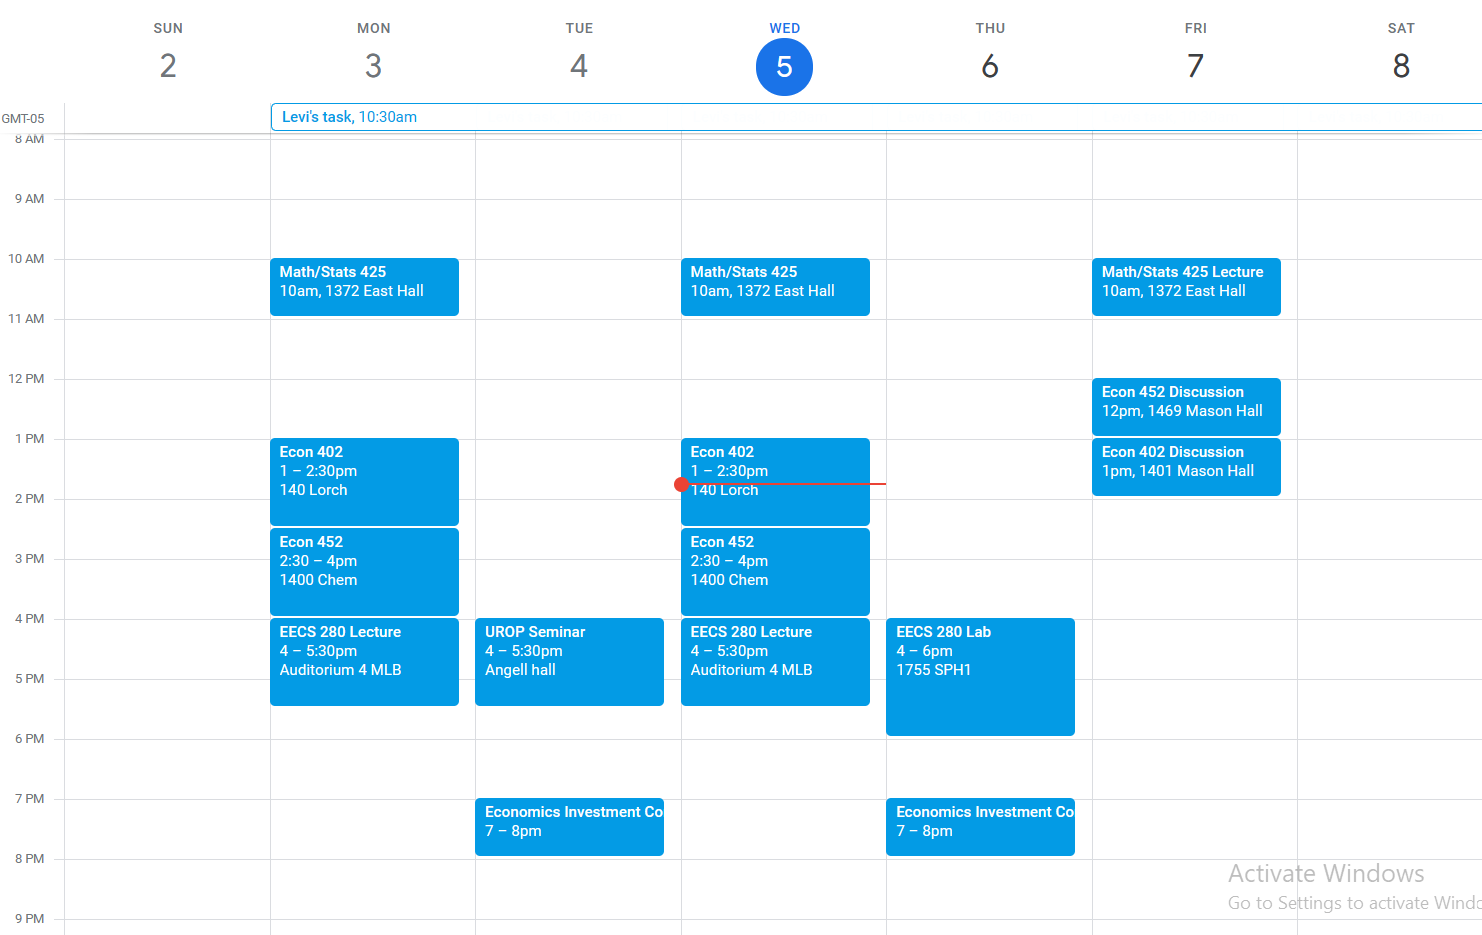 SUN MON TUE WED THU FRI SAT
2 3 4 5 6 7 8
GMT-05
Levi's task, 10:30am
8 AM
9 AM
10 AM
11 AM
12 PM
1 PM
2 PM
3 PM
4 PM
5 PM
6 PM
7 PM
8 PM
9 PM
Math/Stats 425
10am, 1372 East Hall
Econ 402
1 – 2:30pm
140 Lorch
Econ 452
2:30 – 4pm
1400 Chem
EECS 280 Lecture
4 – 5:30pm
Auditorium 4 MLB
UROP Seminar
4 – 5:30pm
Angell hall
Economics Investment Co
7 – 8pm
Math/Stats 425
10am, 1372 East Hall
Econ 402
1 – 2:30pm
140 Lorch
Econ 452
2:30 – 4pm
1400 Chem
EECS 280 Lecture
4 – 5:30pm
Auditorium 4 MLB
EECS 280 Lab
4 – 6pm
1755 SPH1
Economics Investment Co
7 – 8pm
Math/Stats 425 Lecture
10am, 1372 East Hall
Econ 452 Discussion
12pm, 1469 Mason Hall
Econ 402 Discussion
1pm, 1401 Mason Hall
Activate Windows
Go to Settings to activate Windo